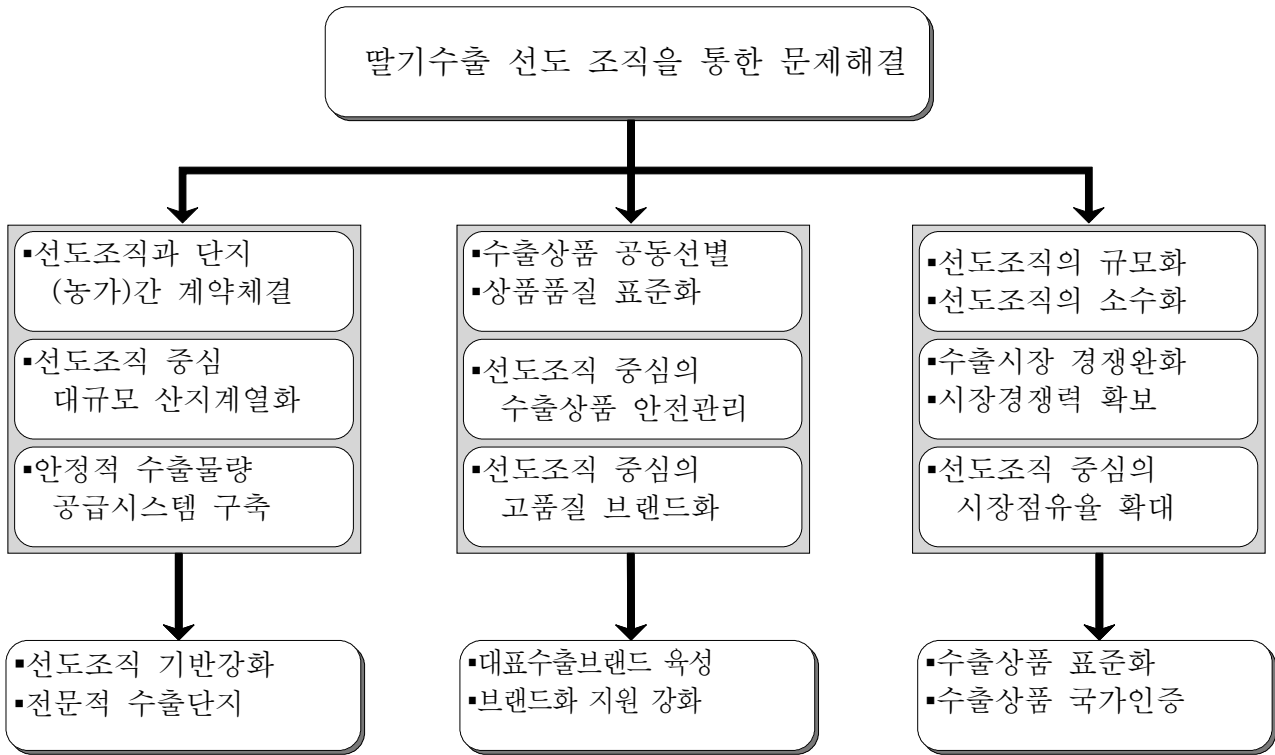 딸기수출 선도 조직을 통한 문제해결
▪선도조직과 단지
(농가)간 계약체결
▪선도조직 중심
대규모 산지계열화
▪안정적 수출물량
공급시스템 구축
▪선도조직 기반강화
▪전문적 수출단지
▪수출상품 공동선별
▪상품품질 표준화
▪선도조직 중심의
수출상품 안전관리
▪선도조직 중심의
고품질 브랜드화
▪대표수출브랜드 육성
▪브랜드화 지원 강화
▪선도조직의 규모화
▪선도조직의 소수화
▪수출시장 경쟁완화
▪시장경쟁력 확보
▪선도조직 중심의
시장점유율 확대
▪수출상품 표준화
▪수출상품 국가인증